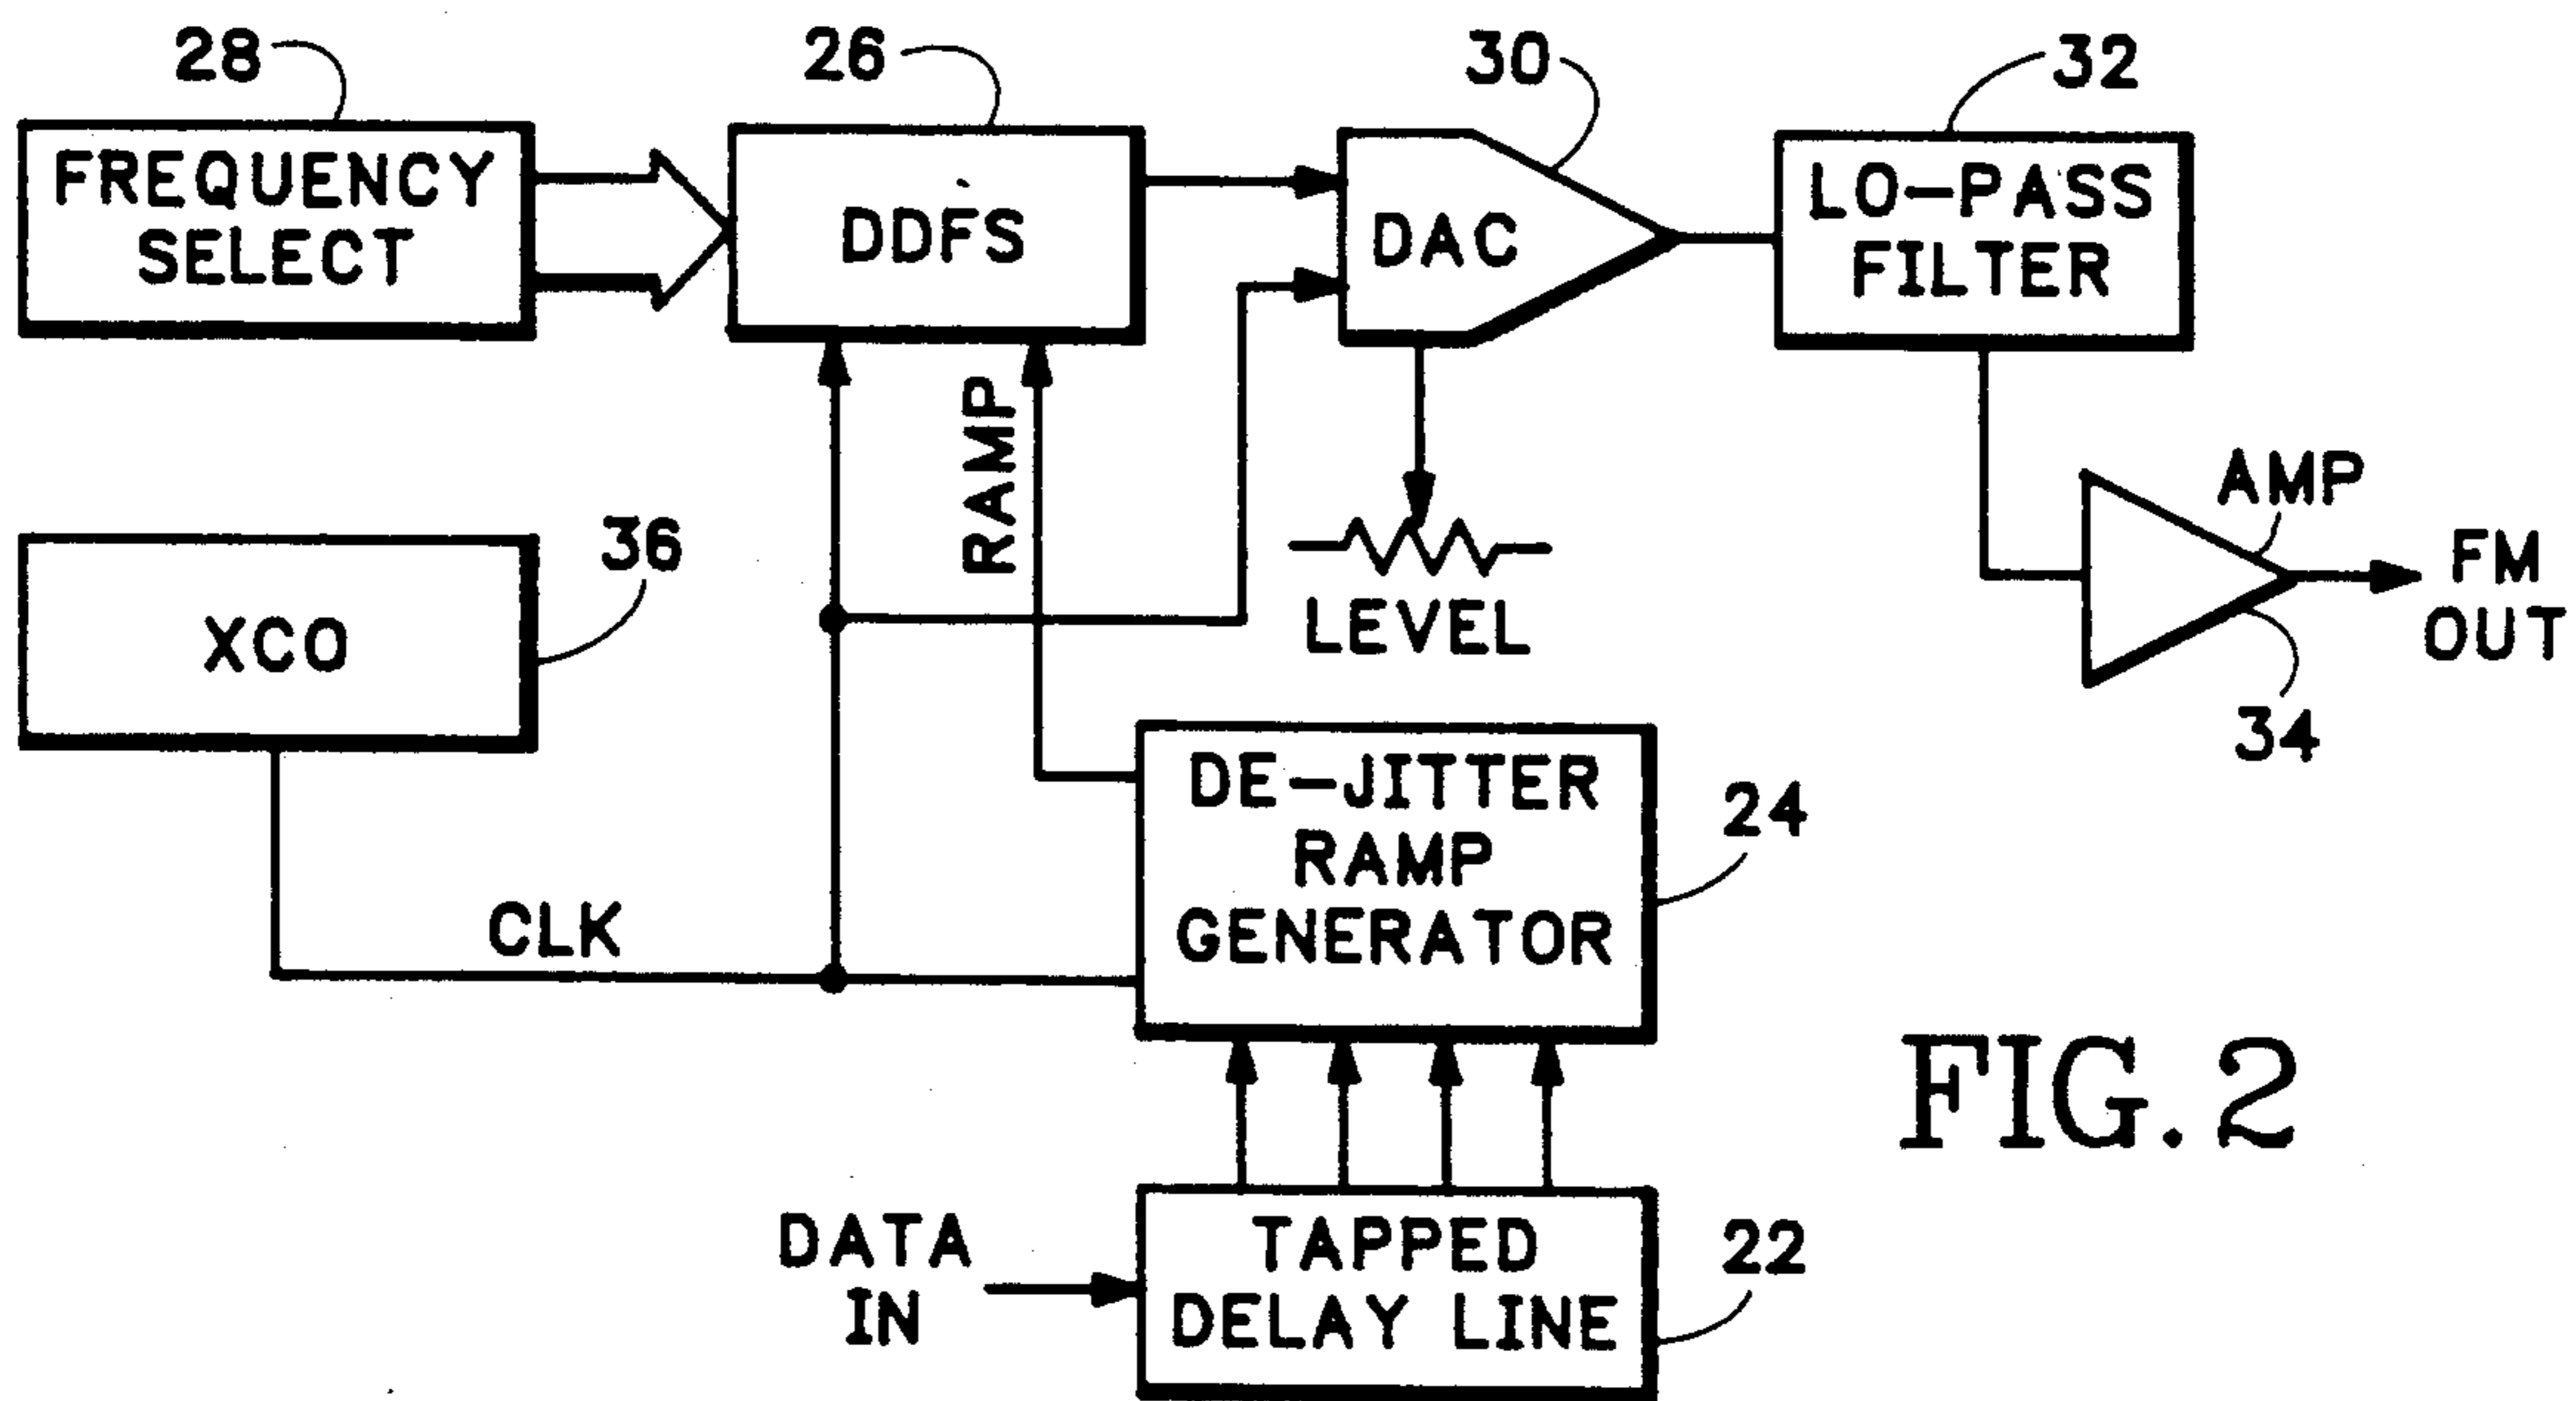 28
26
30
32
FREQUENCY
SELECT
DDFS
DAC
LO-PASS
FILTER
RAMP
36
XCO
LEVEL
AMP
FM
OUT
34
DE-JITTER
RAMP
GENERATOR
24
CLK
FIG. 2
DATA
IN
TAPPED
DELAY LINE
22